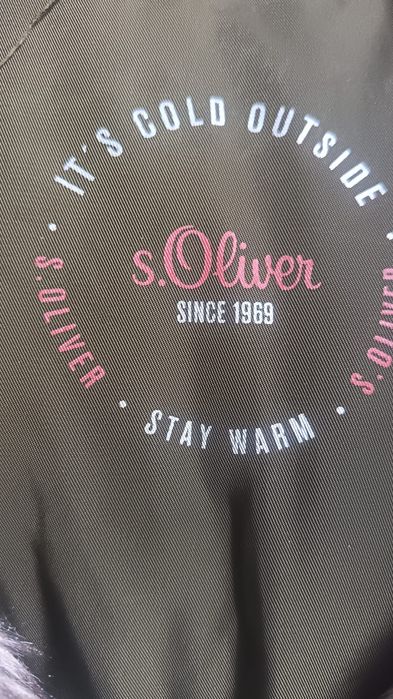 IT´S COLD OUTSIDE
s.Oliver
SINCE 1969
S.OLIVER
S.OLIVER
STAY WARM